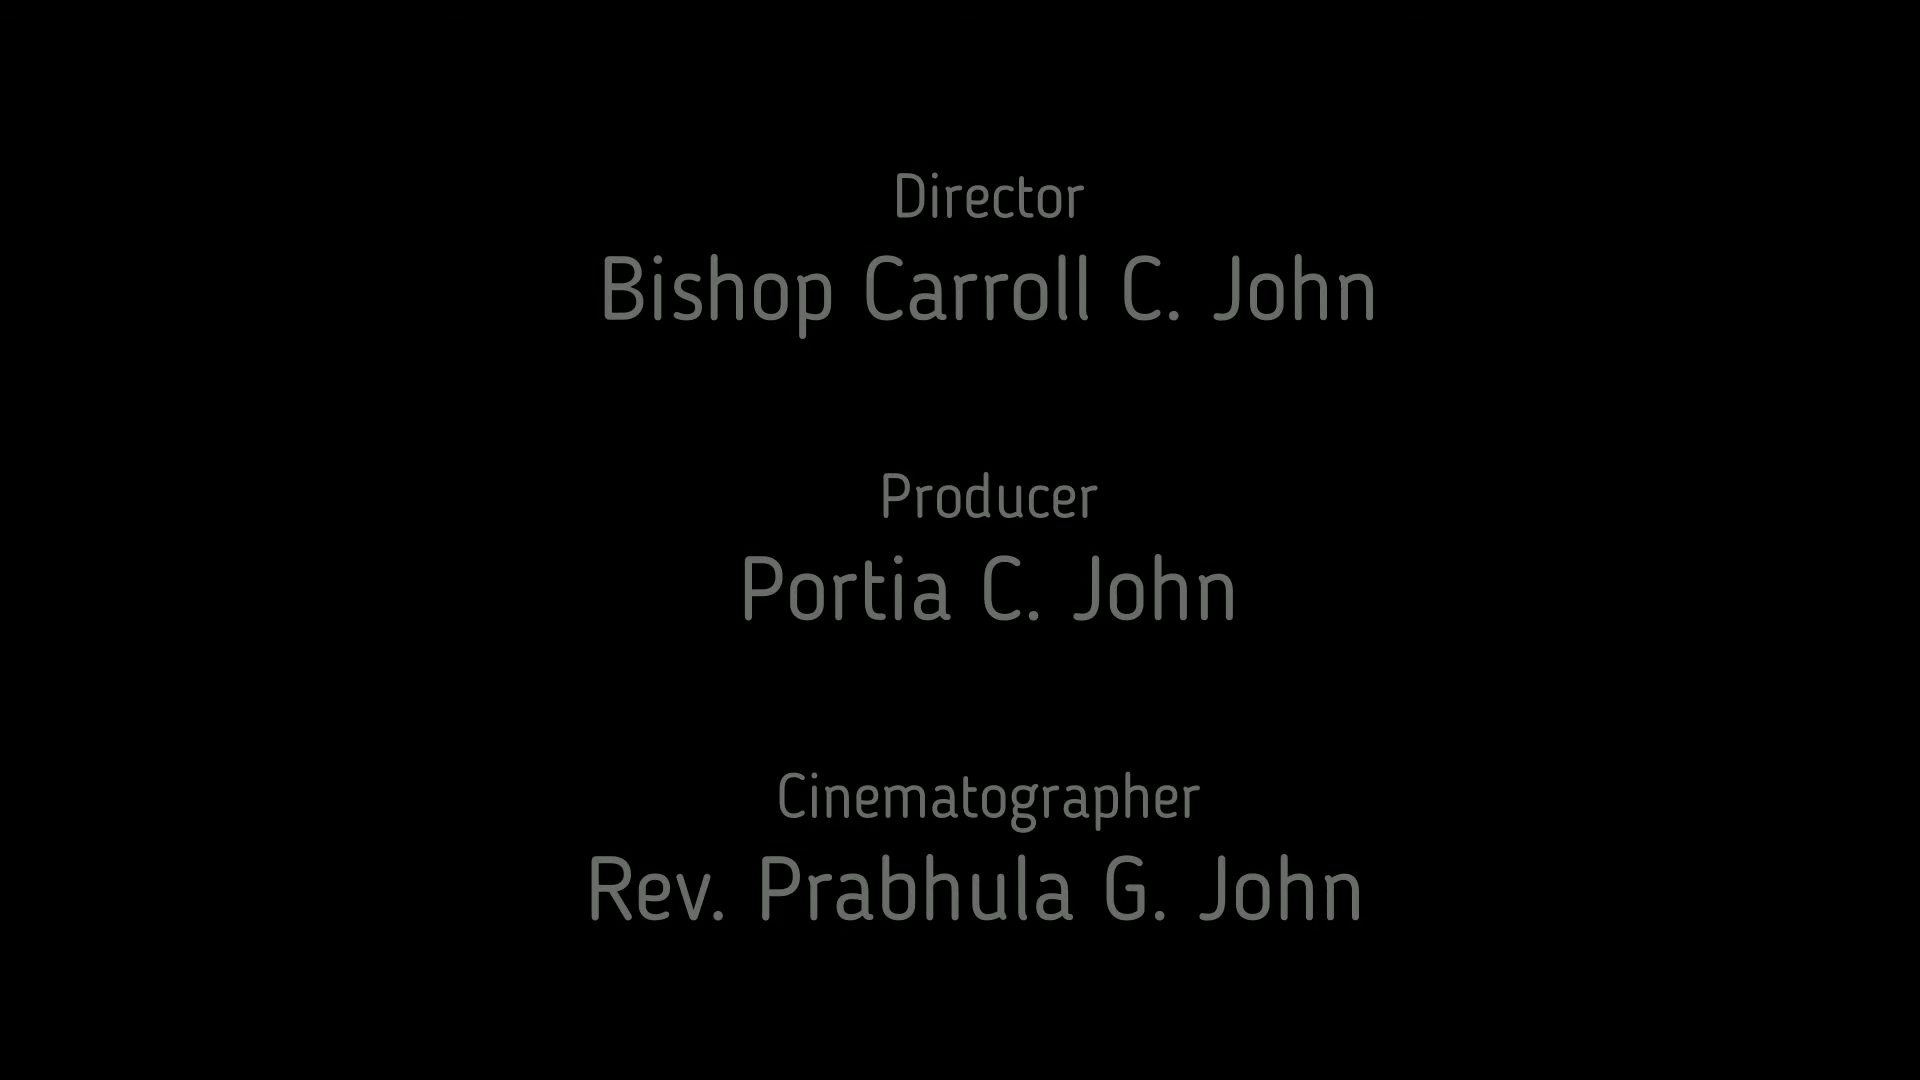 Director
Bishop Carroll C. John
Producer
Portia C. John
Cinematographer
Rev. Prabhula G. John